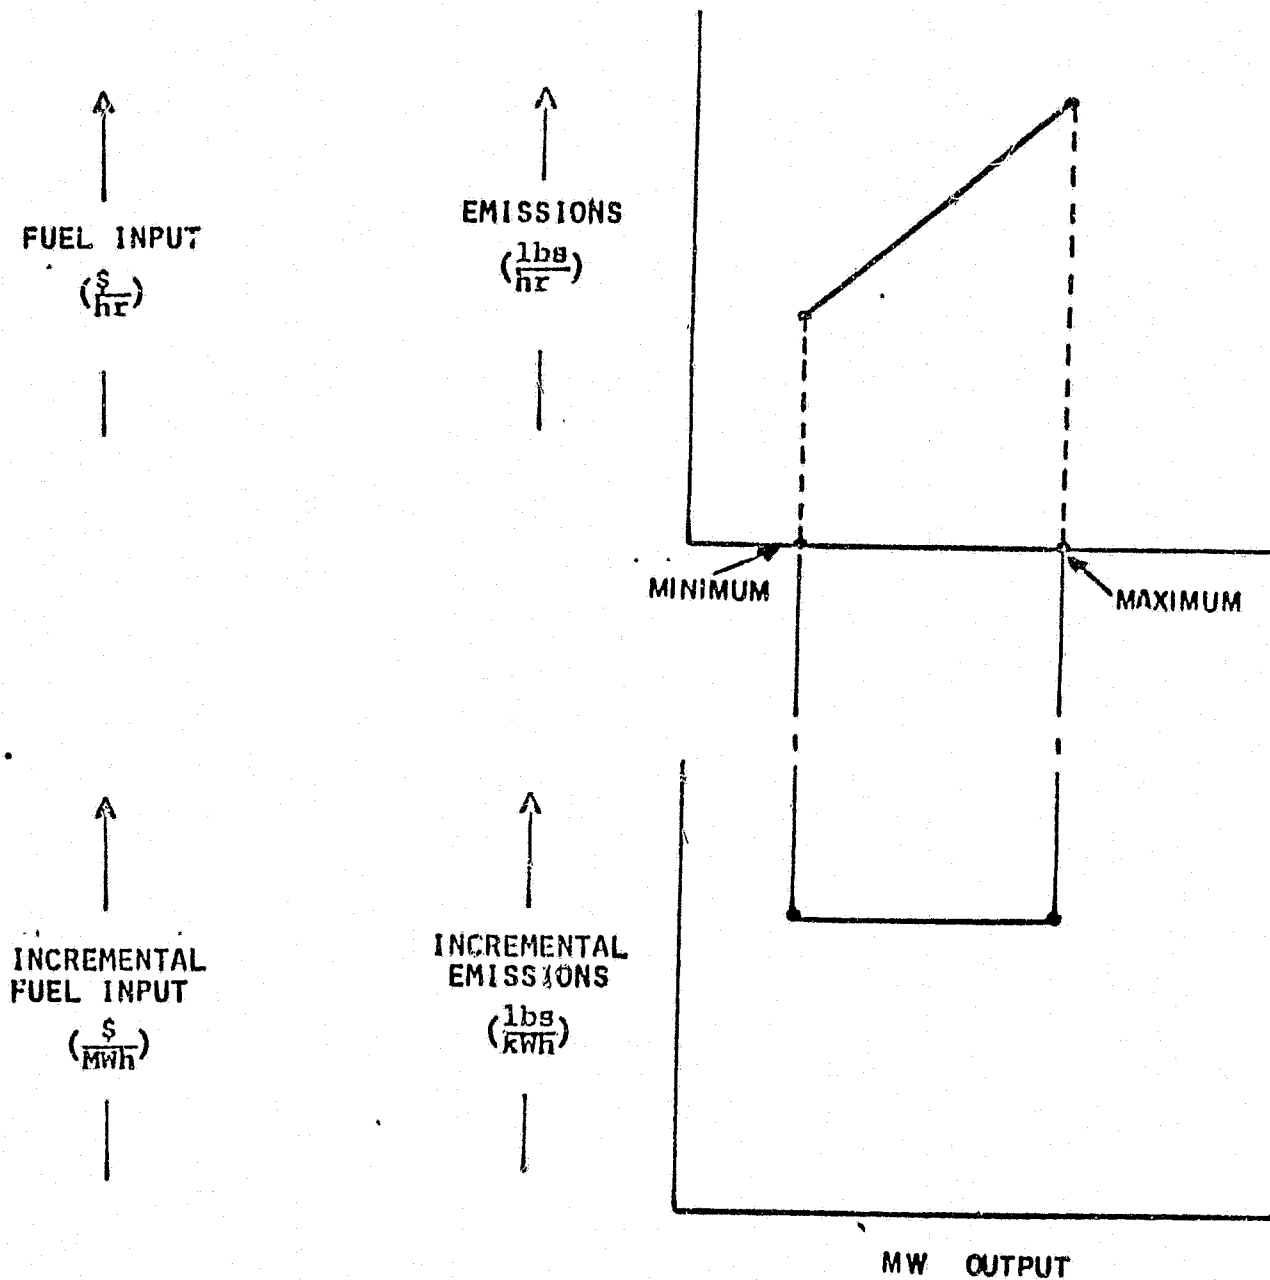 FUEL INPUT
($/hr)
EMISSIONS
(lbs/hr)
MINIMUM
MAXIMUM
INCREMENTAL
FUEL INPUT
($/MWh)
INCREMENTAL
EMISSIONS
(lbs/kWh)
MW OUTPUT